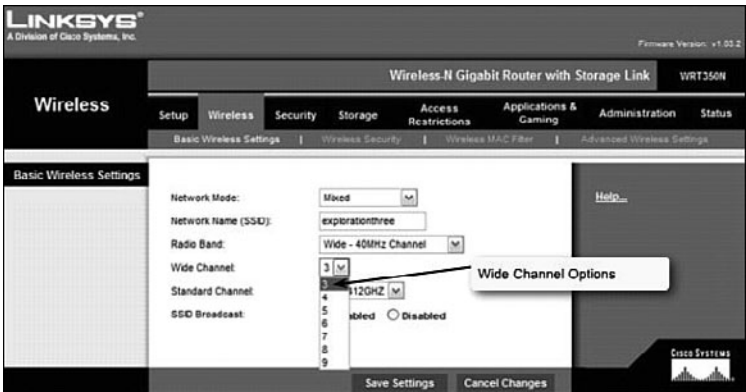 LINKSYS®
A Division of Cisco Systems, Inc.
Firmware Version: v1.03.2
Wireless-N Gigabit Router with Storage Link WRT350N
Wireless
Setup Wireless Security Storage Access Restrictions Applications & Gaming Administration Status
Basic Wireless Settings | Wireless Security | Wireless MAC Filter | Advanced Wireless Settings
Basic Wireless Settings
Help...
Network Mode: Mixed
Network Name (SSID): explorationthree
Radio Band: Wide - 40MHz Channel
Wide Channel: 3
Wide Channel Options
3
Standard Channel: 412GHZ
4
5
SSID Broadcast: abled Disabled
6
7
8
9
Save Settings Cancel Changes
CISCO SYSTEMS